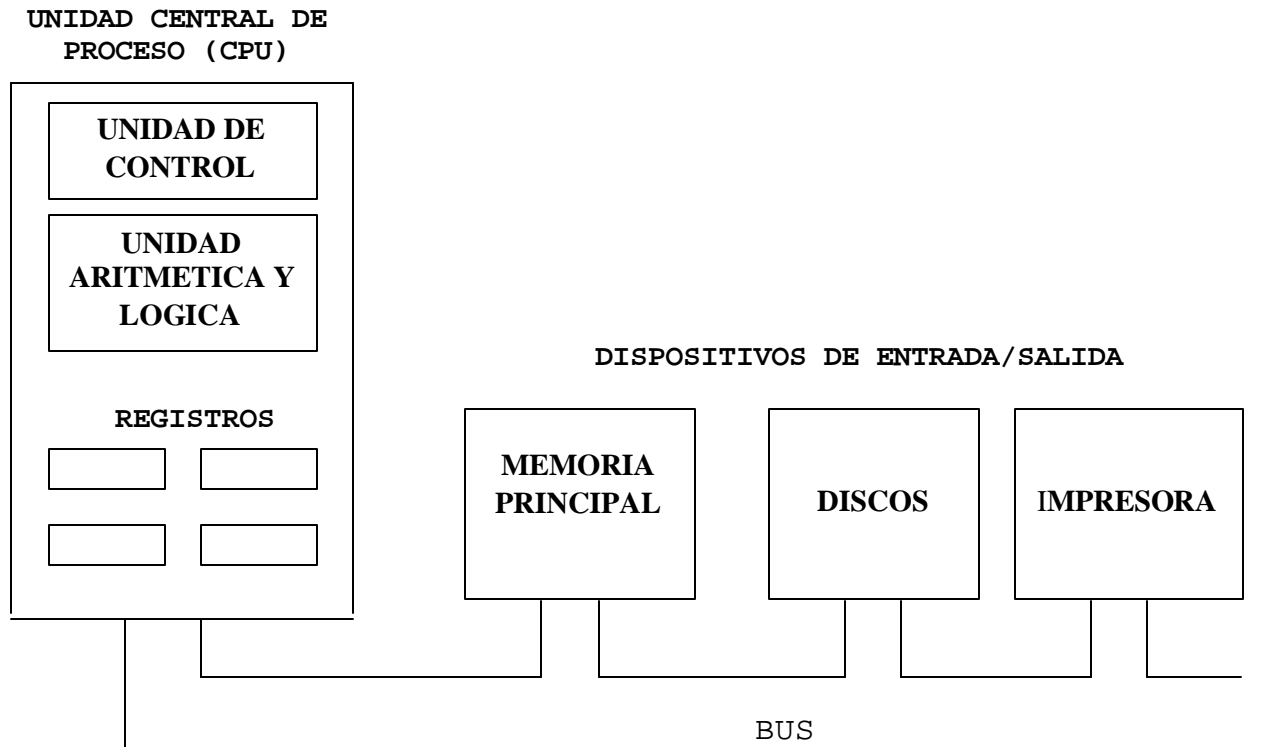 UNIDAD CENTRAL DE
PROCESO (CPU)
UNIDAD DE
CONTROL
UNIDAD
ARITMETICA Y
LOGICA
REGISTROS
DISPOSITIVOS DE ENTRADA/SALIDA
MEMORIA
PRINCIPAL
DISCOS
IMPRESORA
BUS